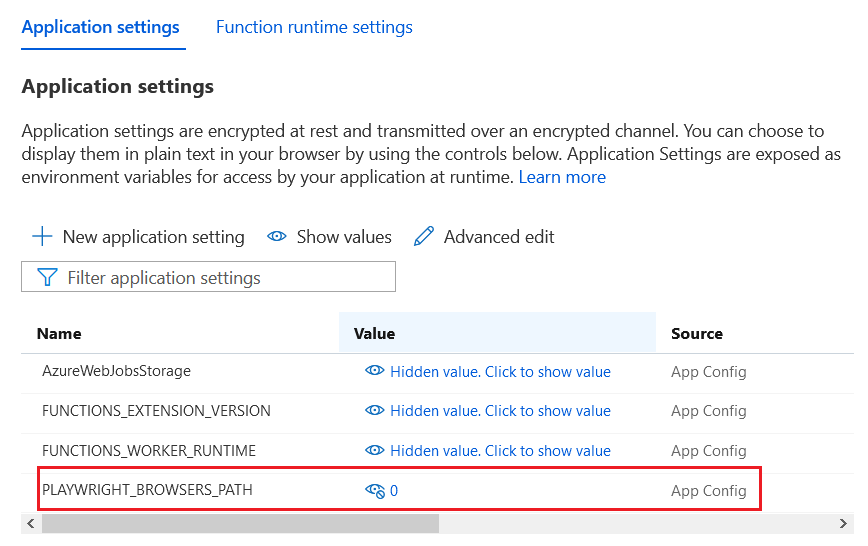 Application settings Function runtime settings
Application settings
Application settings are encrypted at rest and transmitted over an encrypted channel. You can choose to
display them in plain text in your browser by using the controls below. Application Settings are exposed as
environment variables for access by your application at runtime. Learn more
New application setting Show values Advanced edit
Filter application settings
Name Value Source
AzureWebJobsStorage Hidden value. Click to show value App Config
FUNCTIONS_EXTENSION_VERSION Hidden value. Click to show value App Config
FUNCTIONS_WORKER_RUNTIME Hidden value. Click to show value App Config
PLAYWRIGHT_BROWSERS_PATH 0 App Config